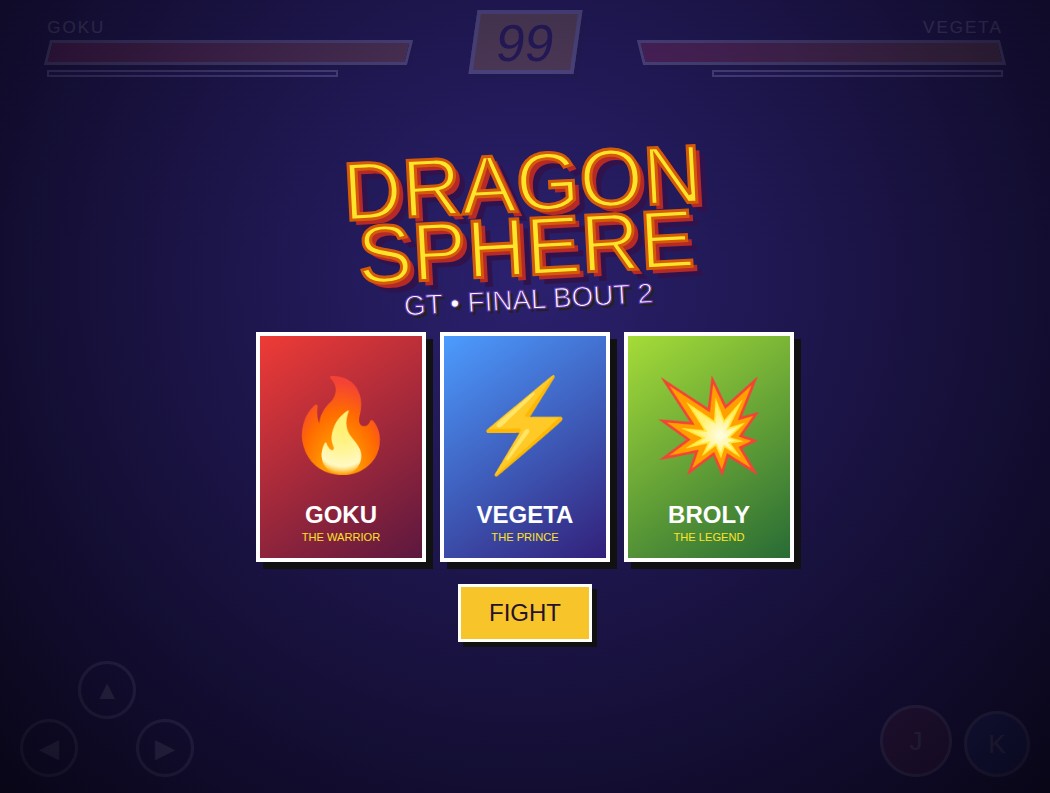 GOKU
VEGETA
99
DRAGON
SPHERE
GT • FINAL BOUT 2
GOKU
THE WARRIOR
VEGETA
THE PRINCE
BROLY
THE LEGEND
FIGHT
▲
◀
▶
J
K